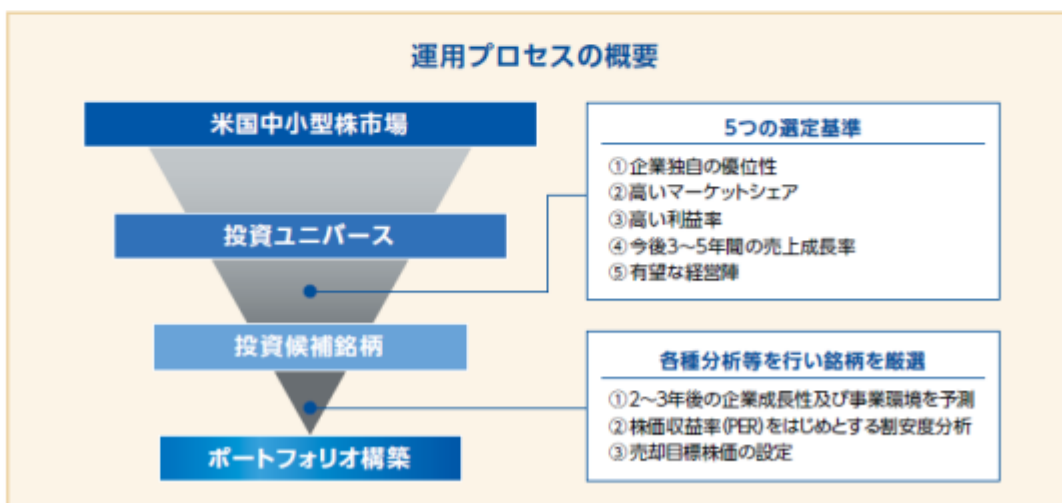 運用プロセスの概要
米国中小型株市場
投資ユニバース
投資候補銘柄
ポートフォリオ構築
5つの選定基準
①企業独自の優位性
②高いマーケットシェア
③高い利益率
④今後3～5年間の売上成長率
⑤有望な経営陣
各種分析等を行い銘柄を厳選
①2～3年後の企業成長性及び事業環境を予測
②株価収益率(PER)をはじめとする割安度分析
③売却目標株価の設定